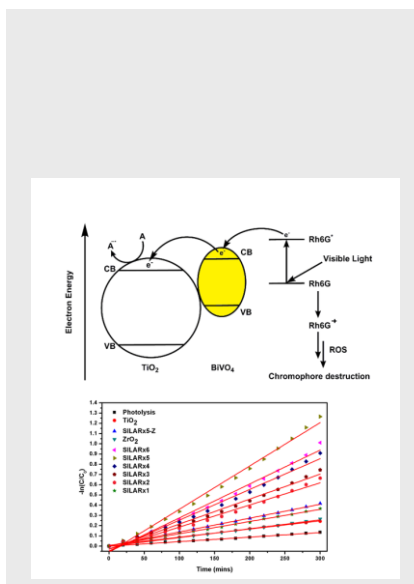 A⁻˙
A
e⁻
CB
VB
TiO₂
Electron Energy
e⁻
CB
VB
BiVO₄
e⁻
Rh6G*
Visible Light
Rh6G
Rh6G
ROS
Chromophore destruction
Photolysis
TiO₂
SiLARx5-Z
ZrO₂
SILARx6
SILARx5
SILARx4
SILARx3
SILARx2
SILARx1
-ln(C/C₀)
1.4
1.3
1.2
1.1
1.0
0.9
0.8
0.7
0.6
0.5
0.4
0.3
0.2
0.1
0.0
0
50
100
150
200
250
300
Time (mins)